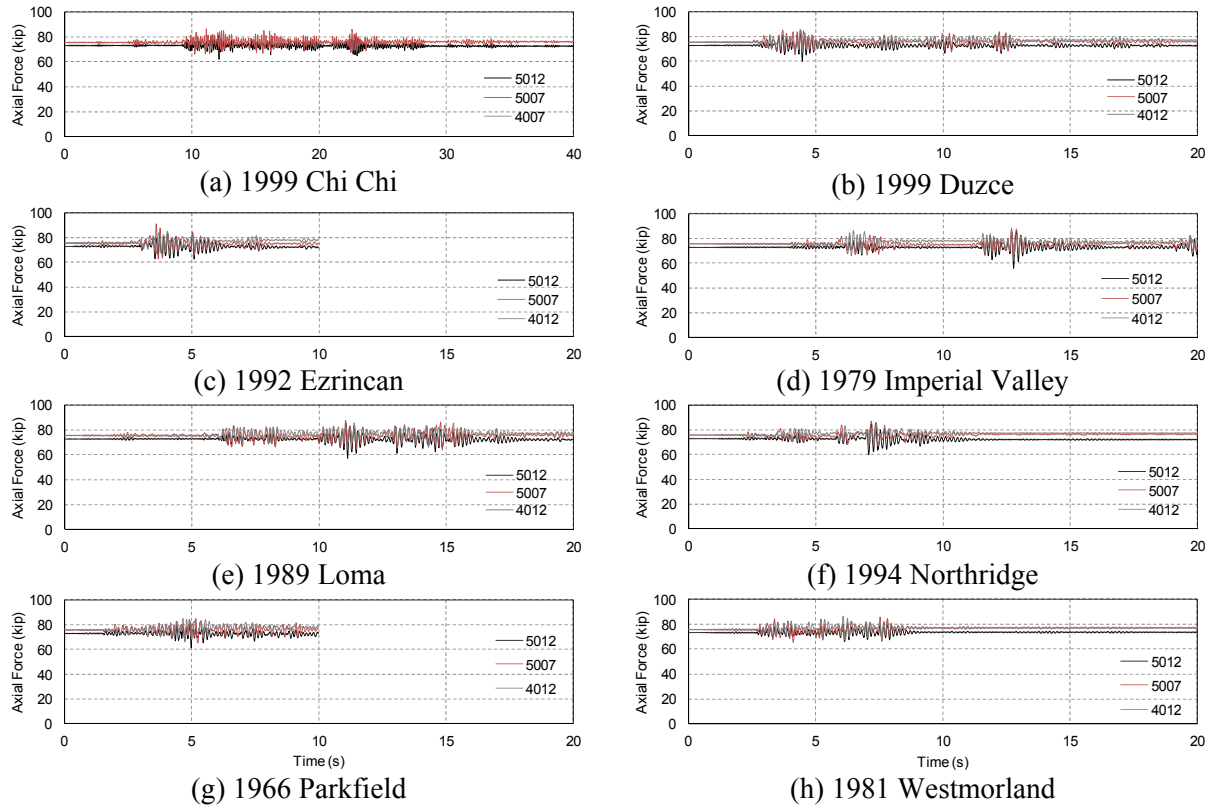 Axial Force (kip)
100
80
60
40
20
0
5012
5007
4007
0 10 20 30 40
(a) 1999 Chi Chi
Axial Force (kip)
100
80
60
40
20
0
5012
5007
4012
0 5 10 15 20
(b) 1999 Duzce
Axial Force (kip)
100
80
60
40
20
0
5012
5007
4012
0 5 10 15 20
(c) 1992 Ezrincan
Axial Force (kip)
100
80
60
40
20
0
5012
5007
4012
0 5 10 15 20
(d) 1979 Imperial Valley
Axial Force (kip)
100
80
60
40
20
0
5012
5007
4012
0 5 10 15 20
(e) 1989 Loma
Axial Force (kip)
100
80
60
40
20
0
5012
5007
4012
0 5 10 15 20
(f) 1994 Northridge
Axial Force (kip)
100
80
60
40
20
0
5012
5007
4012
0 5 10 15 20
Time (s)
(g) 1966 Parkfield
Axial Force (kip)
100
80
60
40
20
0
5012
5007
4012
0 5 10 15 20
Time (s)
(h) 1981 Westmorland